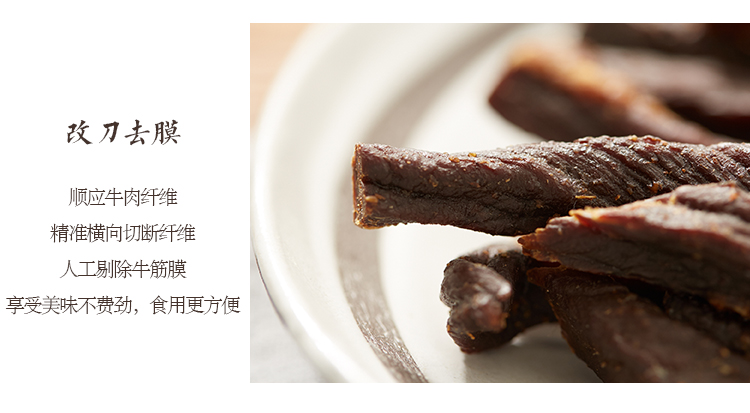 改刀去膜
顺应牛肉纤维
精准横向切断纤维
人工剔除牛筋膜
享受美味不费劲，食用更方便